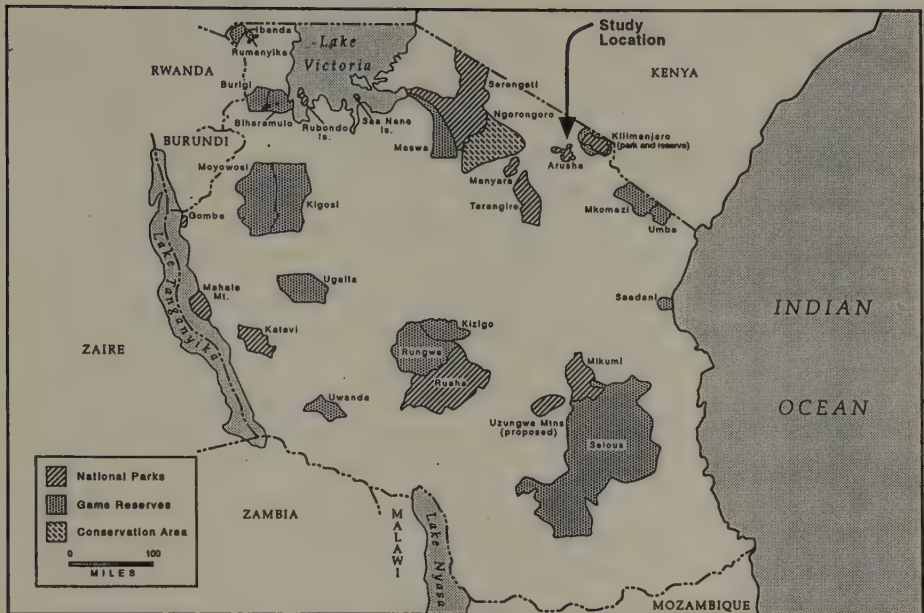 Study
Location
Ibanda
Rumanyika
Lake
Victoria
RWANDA
KENYA
Burigi
Serengeti
Biharamulo
Rubondo
Is.
Saa Nane
Is.
Ngorongoro
Kilimanjaro
(park and reserve)
Maswa
Arusha
BURUNDI
Moyowosi
Manyara
Kigosi
Tarangire
Mkomazi
Umba
Gombe
Lake Tanganyika
Mahale
Mt.
Ugalla
Saadani
INDIAN
OCEAN
ZAIRE
Katavi
Kizigo
Rungwa
Ruaha
Mikumi
Uwanda
Uzungwa Mtns
(proposed)
Selous
National Parks
Game Reserves
Conservation Area
0 100
MILES
ZAMBIA
MALAWI
Lake Nyasa
MOZAMBIQUE